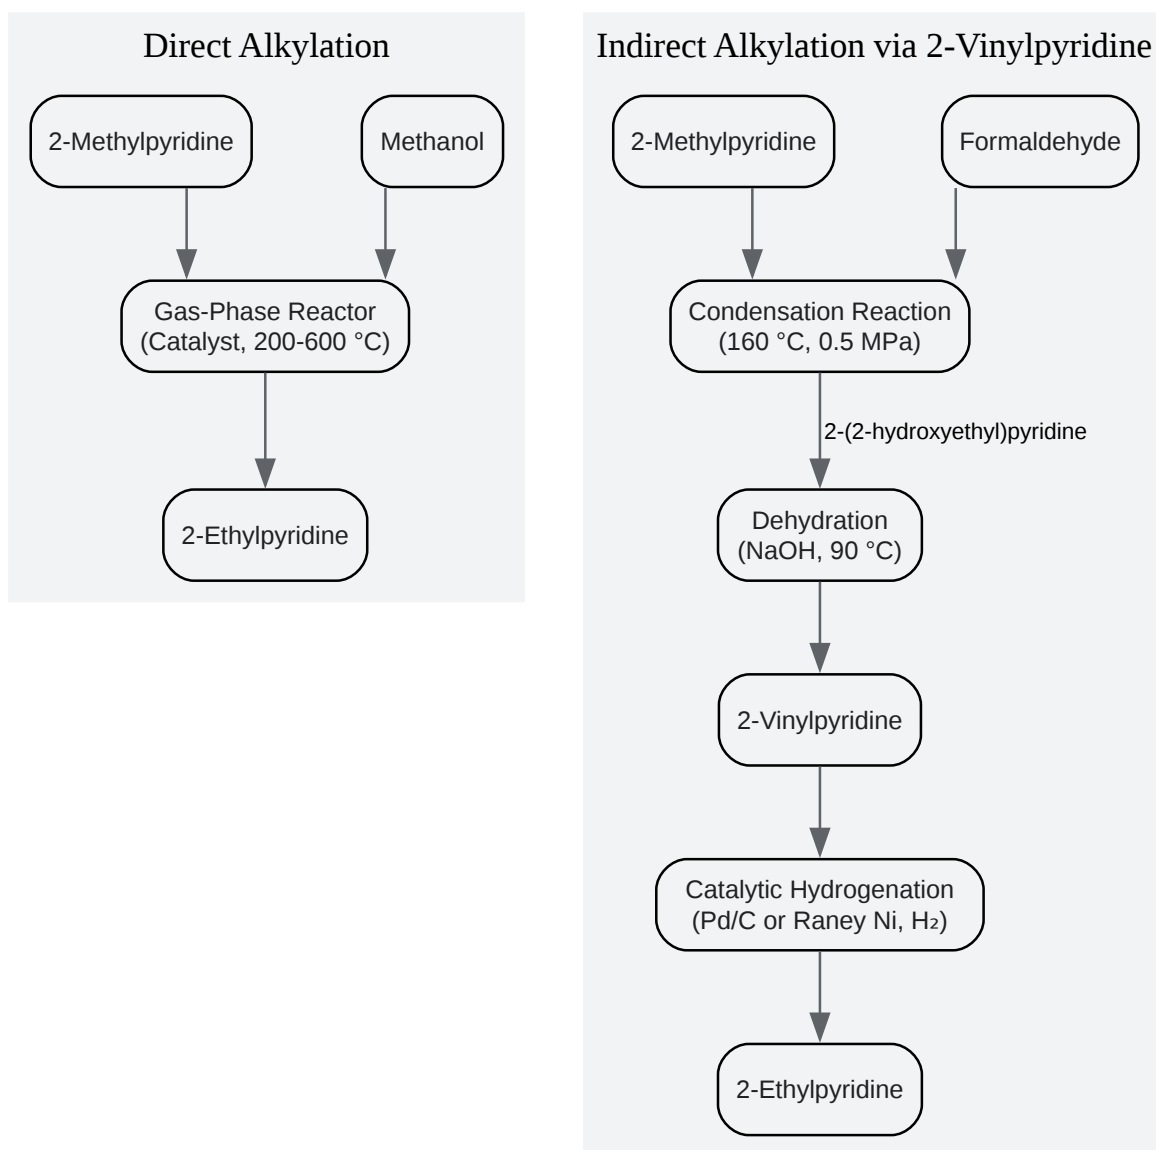 Direct Alkylation
2-Methylpyridine
Methanol
Gas-Phase Reactor
(Catalyst, 200-600 °C)
2-Ethylpyridine
Indirect Alkylation via 2-Vinylpyridine
2-Methylpyridine
Formaldehyde
Condensation Reaction
(160 °C, 0.5 MPa)
2-(2-hydroxyethyl)pyridine
Dehydration
(NaOH, 90 °C)
2-Vinylpyridine
Catalytic Hydrogenation
(Pd/C or Raney Ni, H₂)
2-Ethylpyridine